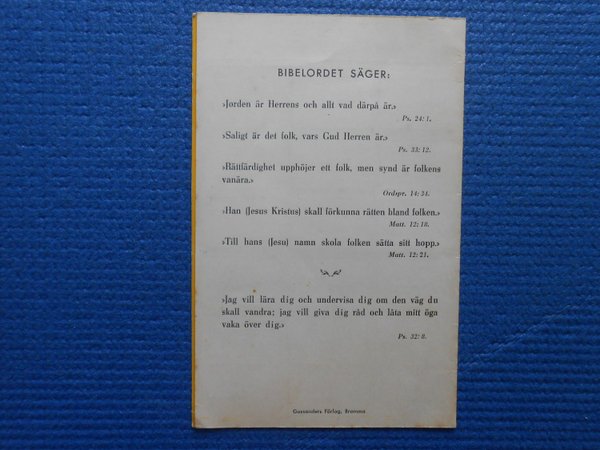 BIBELORDET SÄGER:
›Jorden är Herrens och allt vad därpå är.›
Ps. 24: 1.
›Saligt är det folk, vars Gud Herren är.›
Ps. 33: 12.
›Rättfärdighet upphöjer ett folk, men synd är folkens
vanära.›
Ordspr. 14: 34.
›Han (Jesus Kristus) skall förkunna rätten bland folken.›
Matt. 12: 18.
›Till hans (Jesu) namn skola folken sätta sitt hopp.›
Matt. 12: 21.
›Jag vill lära dig och undervisa dig om den väg du
skall vandra; jag vill giva dig råd och låta mitt öga
vaka över dig.›
Ps. 32: 8.
Gussanders Förlag, Bromma